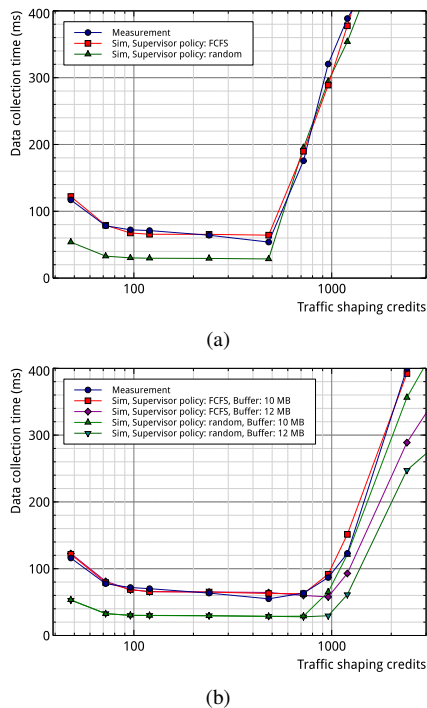 Data collection time (ms)
400
300
200
100
0
Measurement
Sim, Supervisor policy: FCFS
Sim, Supervisor policy: random
100
1000
Traffic shaping credits
(a)
Data collection time (ms)
400
300
200
100
0
Measurement
Sim, Supervisor policy: FCFS, Buffer: 10 MB
Sim, Supervisor policy: FCFS, Buffer: 12 MB
Sim, Supervisor policy: random, Buffer: 10 MB
Sim, Supervisor policy: random, Buffer: 12 MB
100
1000
Traffic shaping credits
(b)